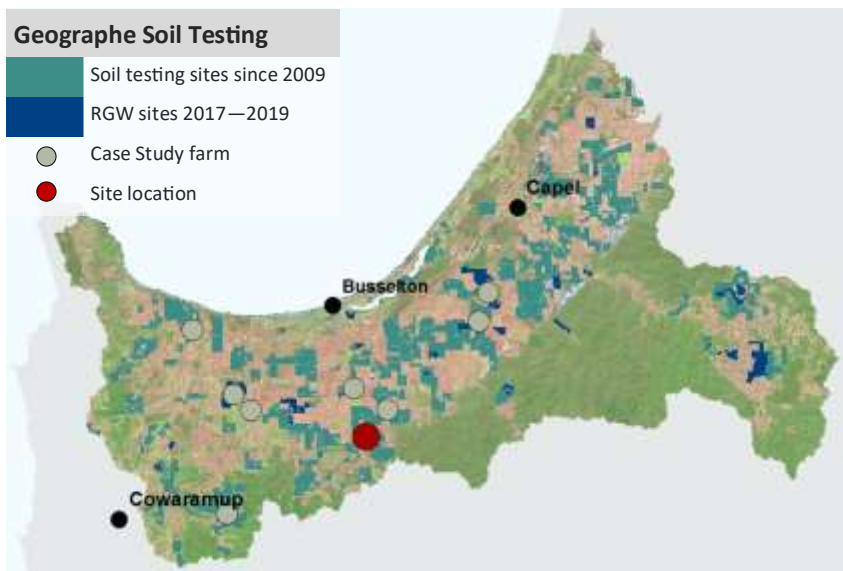 Geographe Soil Testing
Soil testing sites since 2009
RGW sites 2017—2019
Case Study farm
Site location
Capel
Busselton
Cowaramup